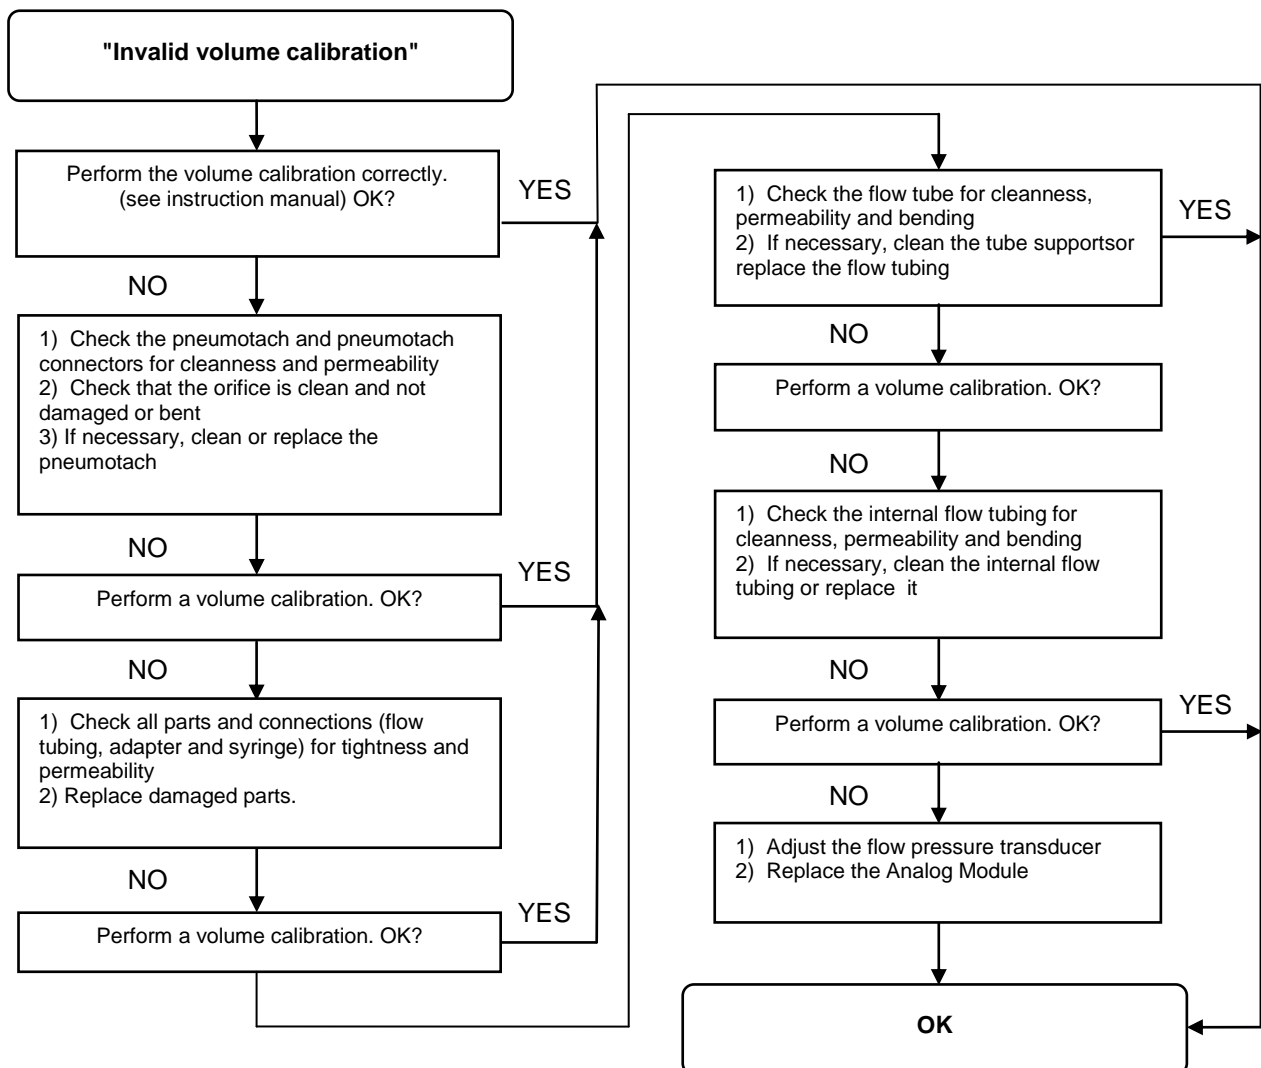 "Invalid volume calibration"
Perform the volume calibration correctly.
(see instruction manual) OK?
YES
NO
1) Check the pneumotach and pneumotach
connectors for cleanness and permeability
2) Check that the orifice is clean and not
damaged or bent
3) If necessary, clean or replace the
pneumotach
NO
Perform a volume calibration. OK?
YES
NO
1) Check all parts and connections (flow
tubing, adapter and syringe) for tightness and
permeability
2) Replace damaged parts.
NO
Perform a volume calibration. OK?
YES
1) Check the flow tube for cleanness,
permeability and bending
2) If necessary, clean the tube supportsor
replace the flow tubing
YES
NO
Perform a volume calibration. OK?
NO
1) Check the internal flow tubing for
cleanness, permeability and bending
2) If necessary, clean the internal flow
tubing or replace it
NO
Perform a volume calibration. OK?
YES
NO
1) Adjust the flow pressure transducer
2) Replace the Analog Module
OK